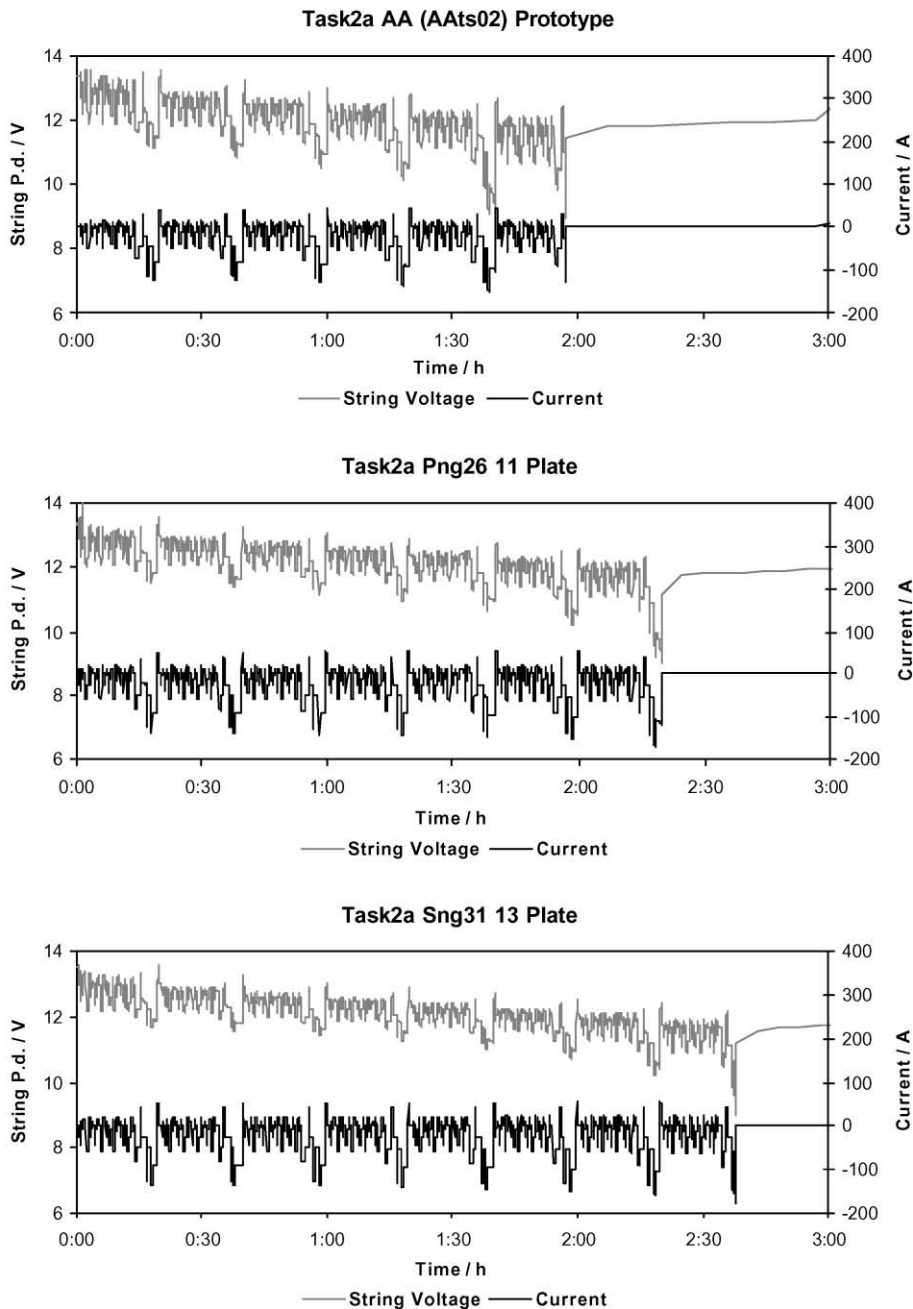 Task2a AA (AAts02) Prototype
14
12
10
8
6
String P.d. / V
400
300
200
100
0
-100
-200
Current / A
0:00 0:30 1:00 1:30 2:00 2:30 3:00
Time / h
String Voltage Current
Task2a Png26 11 Plate
14
12
10
8
6
String P.d. / V
400
300
200
100
0
-100
-200
Current / A
0:00 0:30 1:00 1:30 2:00 2:30 3:00
Time / h
String Voltage Current
Task2a Sng31 13 Plate
14
12
10
8
6
String P.d. / V
400
300
200
100
0
-100
-200
Current / A
0:00 0:30 1:00 1:30 2:00 2:30 3:00
Time / h
String Voltage Current